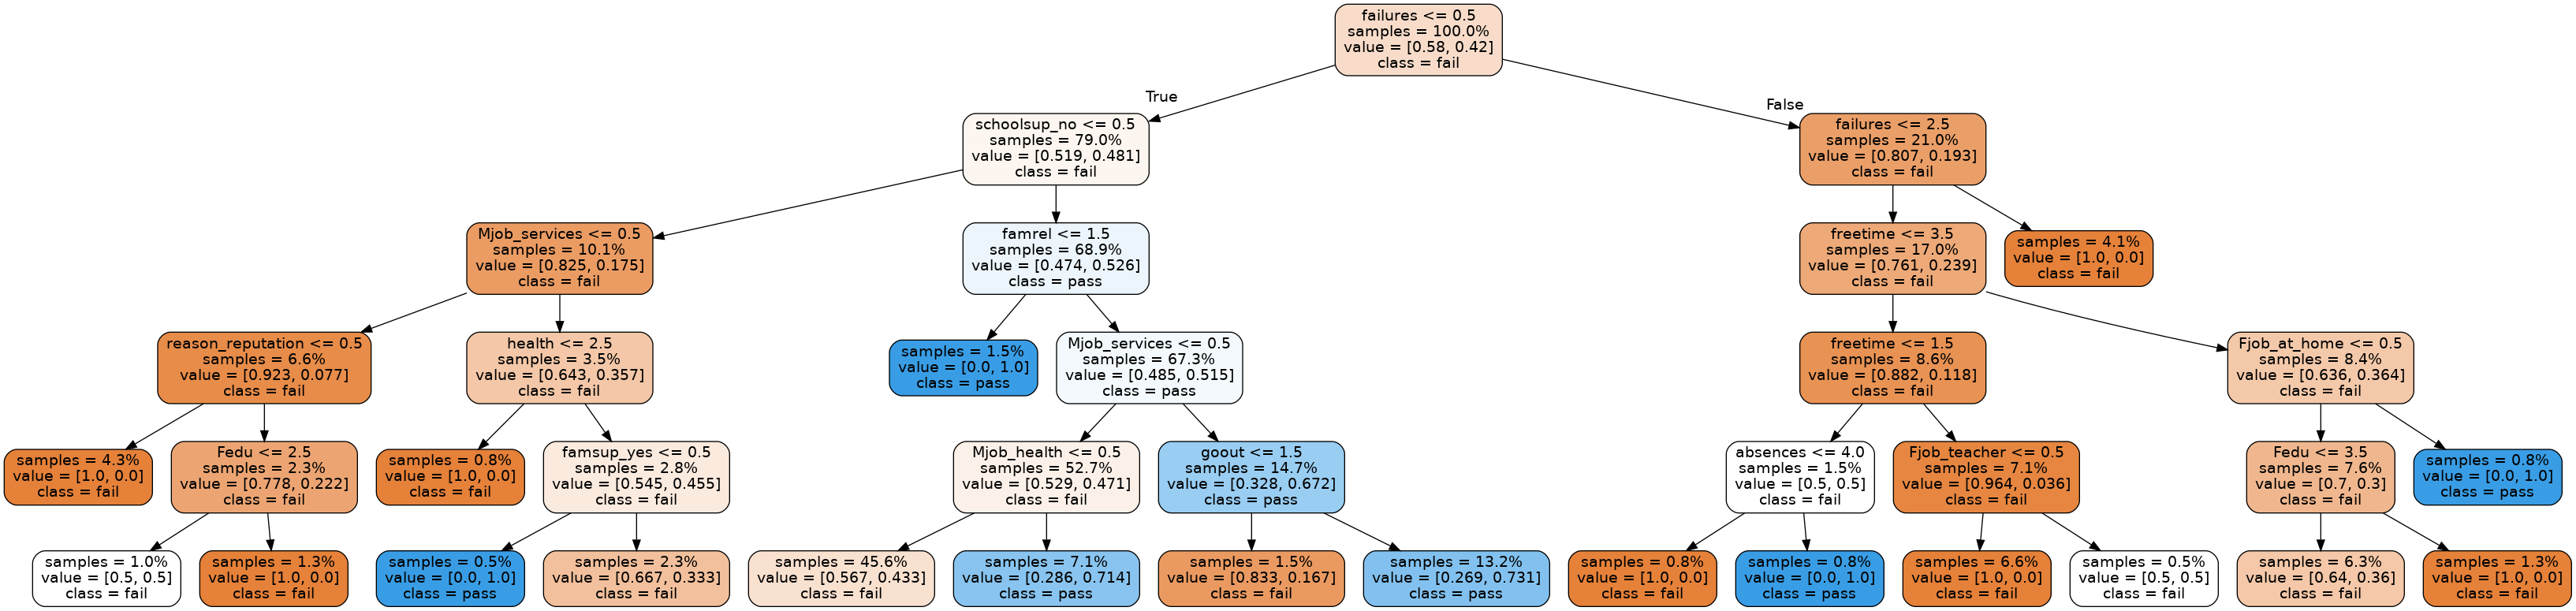 failures <= 0.5
samples = 100.0%
value = [0.58, 0.42]
class = fail
True
False
schoolsup_no <= 0.5
samples = 79.0%
value = [0.519, 0.481]
class = fail
failures <= 2.5
samples = 21.0%
value = [0.807, 0.193]
class = fail
Mjob_services <= 0.5
samples = 10.1%
value = [0.825, 0.175]
class = fail
famrel <= 1.5
samples = 68.9%
value = [0.474, 0.526]
class = pass
freetime <= 3.5
samples = 17.0%
value = [0.761, 0.239]
class = fail
samples = 4.1%
value = [1.0, 0.0]
class = fail
reason_reputation <= 0.5
samples = 6.6%
value = [0.923, 0.077]
class = fail
health <= 2.5
samples = 3.5%
value = [0.643, 0.357]
class = fail
samples = 1.5%
value = [0.0, 1.0]
class = pass
Mjob_services <= 0.5
samples = 67.3%
value = [0.485, 0.515]
class = pass
freetime <= 1.5
samples = 8.6%
value = [0.882, 0.118]
class = fail
Fjob_at_home <= 0.5
samples = 8.4%
value = [0.636, 0.364]
class = fail
samples = 4.3%
value = [1.0, 0.0]
class = fail
Fedu <= 2.5
samples = 2.3%
value = [0.778, 0.222]
class = fail
samples = 0.8%
value = [1.0, 0.0]
class = fail
famsup_yes <= 0.5
samples = 2.8%
value = [0.545, 0.455]
class = fail
Mjob_health <= 0.5
samples = 52.7%
value = [0.529, 0.471]
class = fail
goout <= 1.5
samples = 14.7%
value = [0.328, 0.672]
class = pass
absences <= 4.0
samples = 1.5%
value = [0.5, 0.5]
class = fail
Fjob_teacher <= 0.5
samples = 7.1%
value = [0.964, 0.036]
class = fail
Fedu <= 3.5
samples = 7.6%
value = [0.7, 0.3]
class = fail
samples = 0.8%
value = [0.0, 1.0]
class = pass
samples = 1.0%
value = [0.5, 0.5]
class = fail
samples = 1.3%
value = [1.0, 0.0]
class = fail
samples = 0.5%
value = [0.0, 1.0]
class = pass
samples = 2.3%
value = [0.667, 0.333]
class = fail
samples = 45.6%
value = [0.567, 0.433]
class = fail
samples = 7.1%
value = [0.286, 0.714]
class = pass
samples = 1.5%
value = [0.833, 0.167]
class = fail
samples = 13.2%
value = [0.269, 0.731]
class = pass
samples = 0.8%
value = [1.0, 0.0]
class = fail
samples = 0.8%
value = [0.0, 1.0]
class = pass
samples = 6.6%
value = [1.0, 0.0]
class = fail
samples = 0.5%
value = [0.5, 0.5]
class = fail
samples = 6.3%
value = [0.64, 0.36]
class = fail
samples = 1.3%
value = [1.0, 0.0]
class = fail